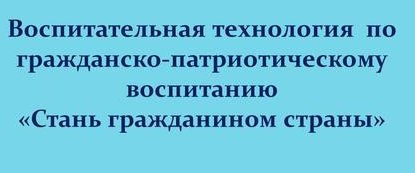 Воспитательная технология по
гражданско-патриотическому
воспитанию
«Стань гражданином страны»